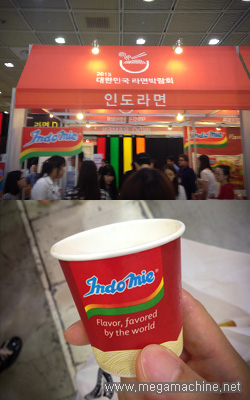 2015
대한민국 라면박람회
인도라면
Indomie
Indomie
Indomie
Flavor, favored
by the world
www.megamachine.net